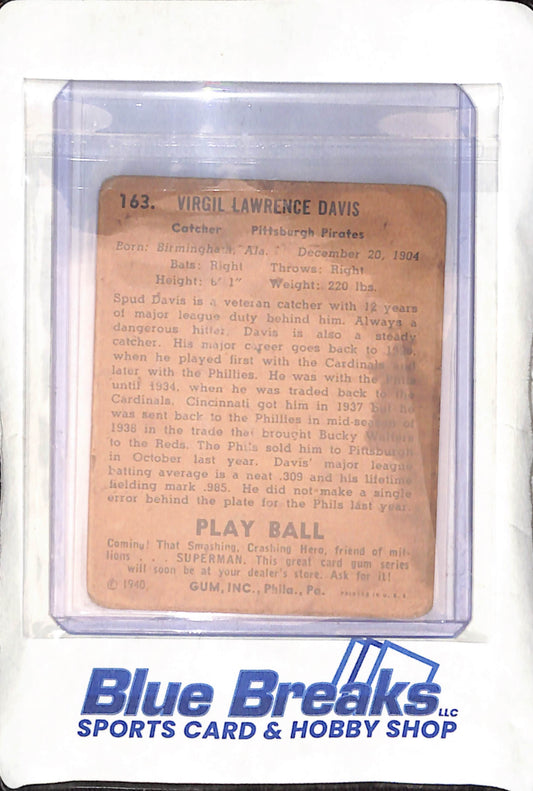 163. VIRGIL LAWRENCE DAVIS
Catcher Pittsburgh Pirates
Born: Birmingham, Ala. December 20, 1904
Bats: Right Throws: Right
Height: 6' 1" Weight: 220 lbs.
Spud Davis is a veteran catcher with 12 years
of major league duty behind him. Always a
dangerous hitter, Davis is also a steady
catcher. His major career goes back to
when he played first with the Cardinals and
later with the Phillies. He was with the Phils
until 1934, when he was traded back to the
Cardinals. Cincinnati got him in 1937 but he
was sent back to the Phillies in mid-season of
1938 in the trade that brought Bucky Walters
to the Reds. The Phils sold him to Pittsburgh
in October last year. Davis' major league
batting average is a neat .309 and his lifetime
fielding mark .985. He did not make a single
error behind the plate for the Phils last year.
PLAY BALL
Coming! That Smashing, Crashing Hero, friend of mil-
lions . . . SUPERMAN. This great card gum series
will soon be at your dealer's store. Ask for it!
© 1940 GUM, INC., Phila., Pa. PRINTED IN U.S.A.
Blue Breaks LLC
SPORTS CARD & HOBBY SHOP